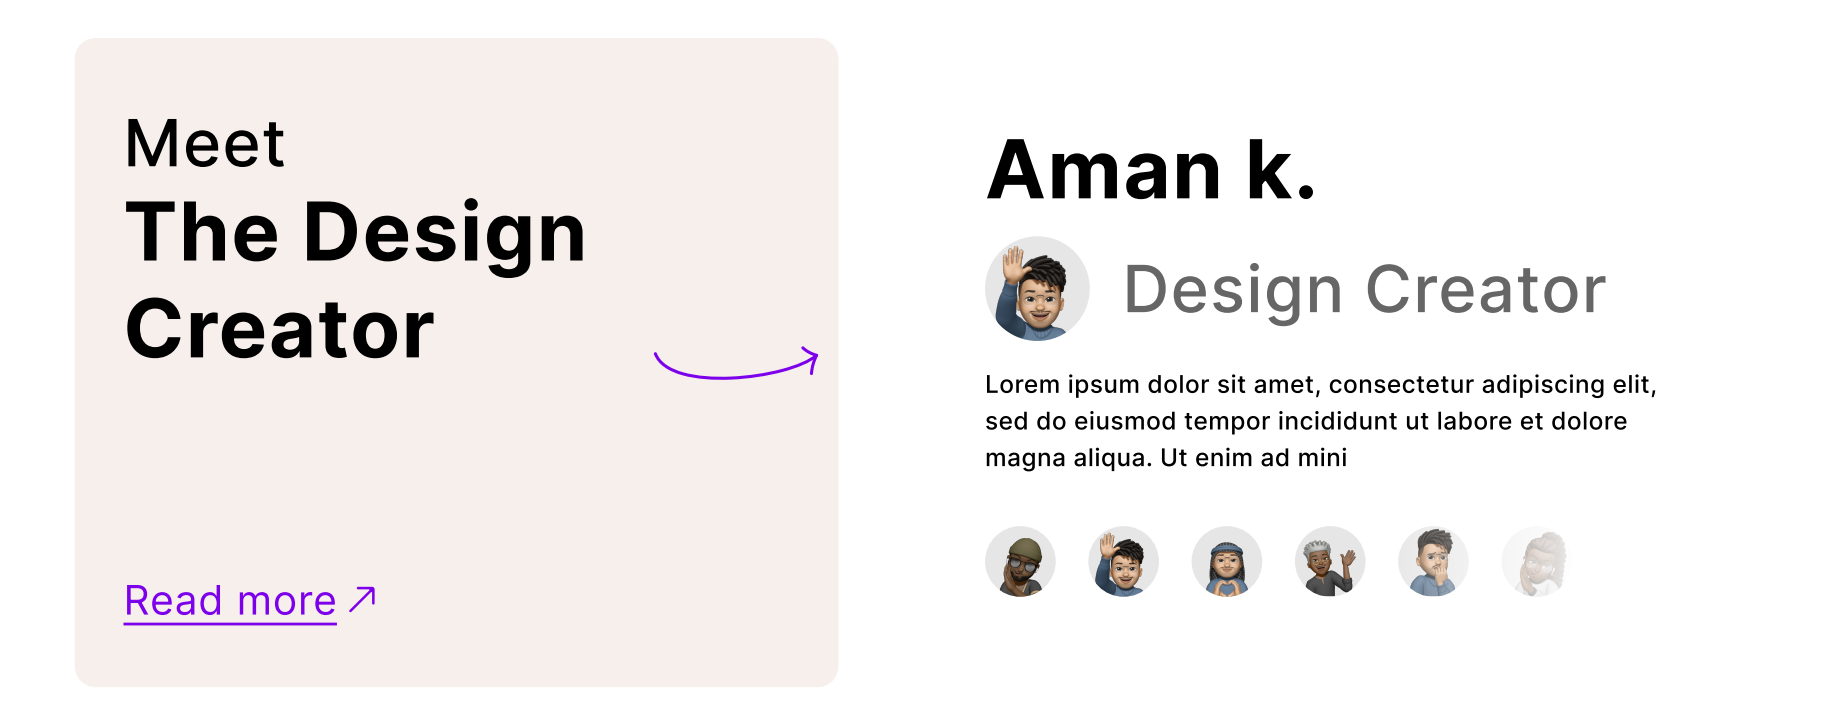 Meet
The Design
Creator
Read more
Aman k.
Design Creator
Lorem ipsum dolor sit amet, consectetur adipiscing elit,
sed do eiusmod tempor incididunt ut labore et dolore
magna aliqua. Ut enim ad mini